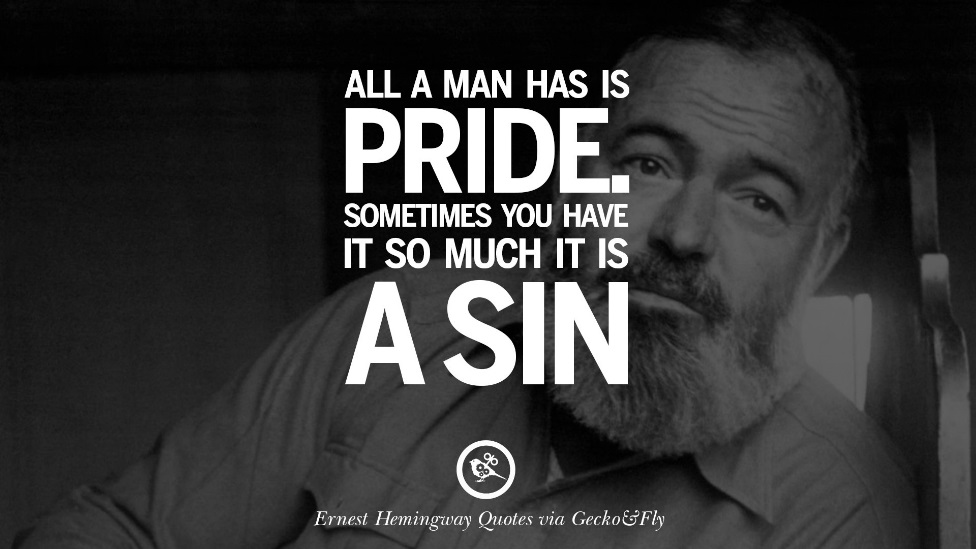 ALL A MAN HAS IS
PRIDE.
SOMETIMES YOU HAVE
IT SO MUCH IT IS
A SIN
Ernest Hemingway Quotes via Gecko&Fly